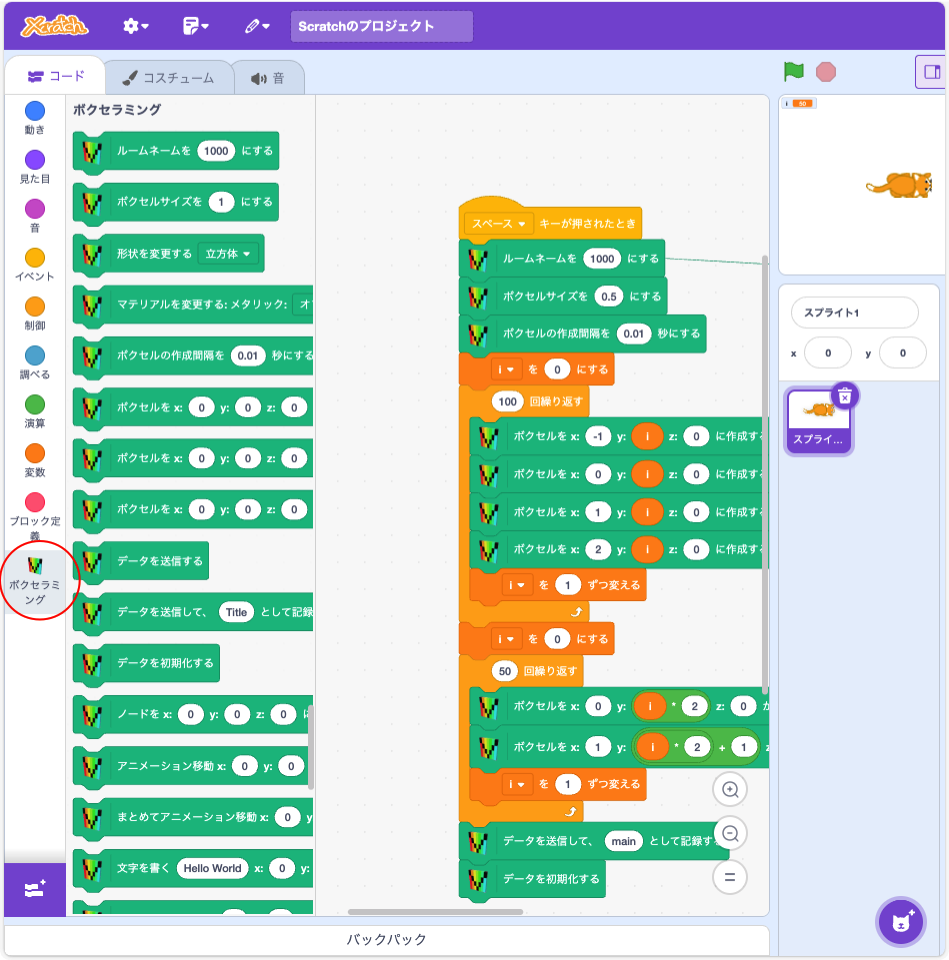 Xcratch
Scratchのプロジェクト
コード
コスチューム
音
動き
見た目
音
イベント
制御
調べる
演算
変数
ブロック定
義
ボクセラミ
ング
ボクセラミング
ルームネームを 1000 にする
ボクセルサイズを 1 にする
形状を変更する 立方体
マテリアルを変更する: メタリック: オ
ボクセルの作成間隔を 0.01 秒にする
ボクセルを x: 0 y: 0 z: 0
ボクセルを x: 0 y: 0 z: 0
ボクセルを x: 0 y: 0 z: 0
データを送信する
データを送信して、 Title として記録
データを初期化する
ノードを x: 0 y: 0 z: 0 に
アニメーション移動 x: 0 y: 0
まとめてアニメーション移動 x: 0 y
文字を書く Hello World x: 0 y:
スペース キーが押されたとき
ルームネームを 1000 にする
ボクセルサイズを 0.5 にする
ボクセルの作成間隔を 0.01 秒にする
i を 0 にする
100 回繰り返す
ボクセルを x: -1 y: i z: 0 に作成する
ボクセルを x: 0 y: i z: 0 に作成する
ボクセルを x: 1 y: i z: 0 に作成する
ボクセルを x: 2 y: i z: 0 に作成する
i を 1 ずつ変える
i を 0 にする
50 回繰り返す
ボクセルを x: 0 y: i * 2 z: 0 か
ボクセルを x: 1 y: i * 2 + 1 z
i を 1 ずつ変える
データを送信して、 main として記録する
データを初期化する
バックパック
i 50
スプライト1
x 0 y 0
スプライ...